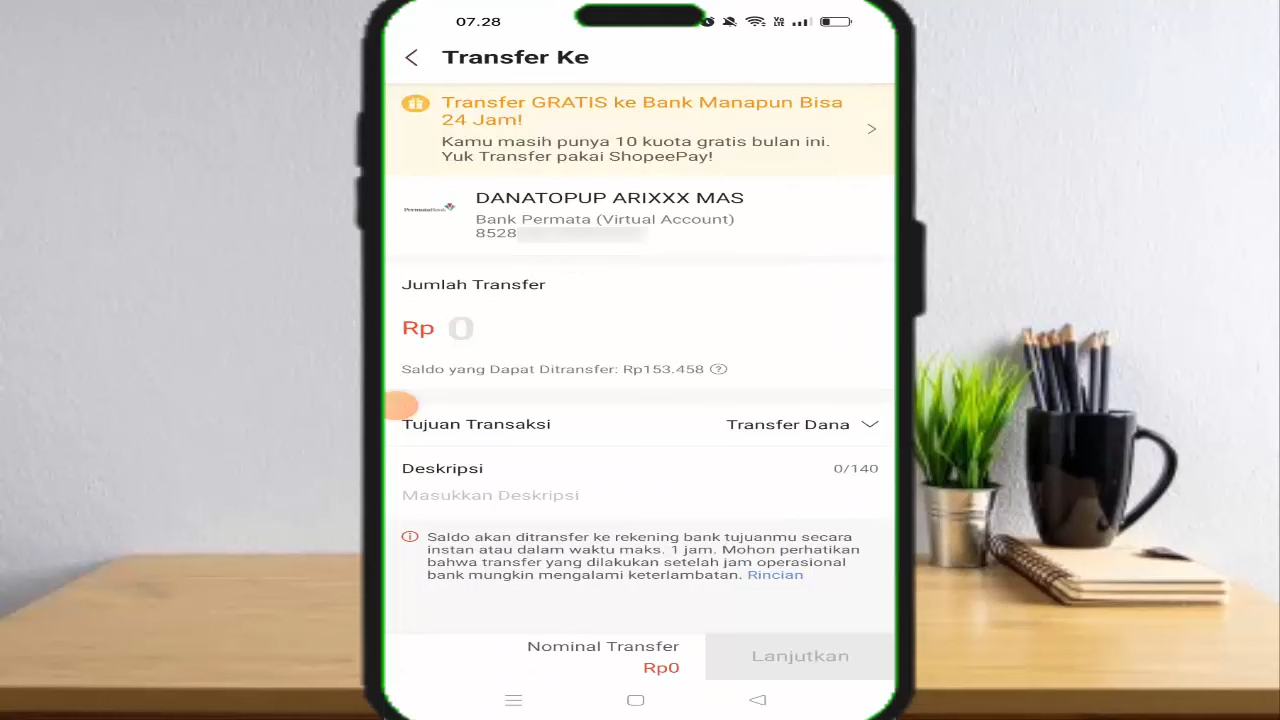 07.28
Transfer Ke
Transfer GRATIS ke Bank Manapun Bisa
24 Jam!
Kamu masih punya 10 kuota gratis bulan ini.
Yuk Transfer pakai ShopeePay!
DANATOPUP ARIXXX MAS
PermataBank
Bank Permata (Virtual Account)
8528
Jumlah Transfer
Rp 0
Saldo yang Dapat Ditransfer: Rp153.458 ?
Tujuan Transaksi Transfer Dana
Deskripsi 0/140
Masukkan Deskripsi
Saldo akan ditransfer ke rekening bank tujuanmu secara
instan atau dalam waktu maks. 1 jam. Mohon perhatikan
bahwa transfer yang dilakukan setelah jam operasional
bank mungkin mengalami keterlambatan. Rincian
Nominal Transfer
Rp0
Lanjutkan